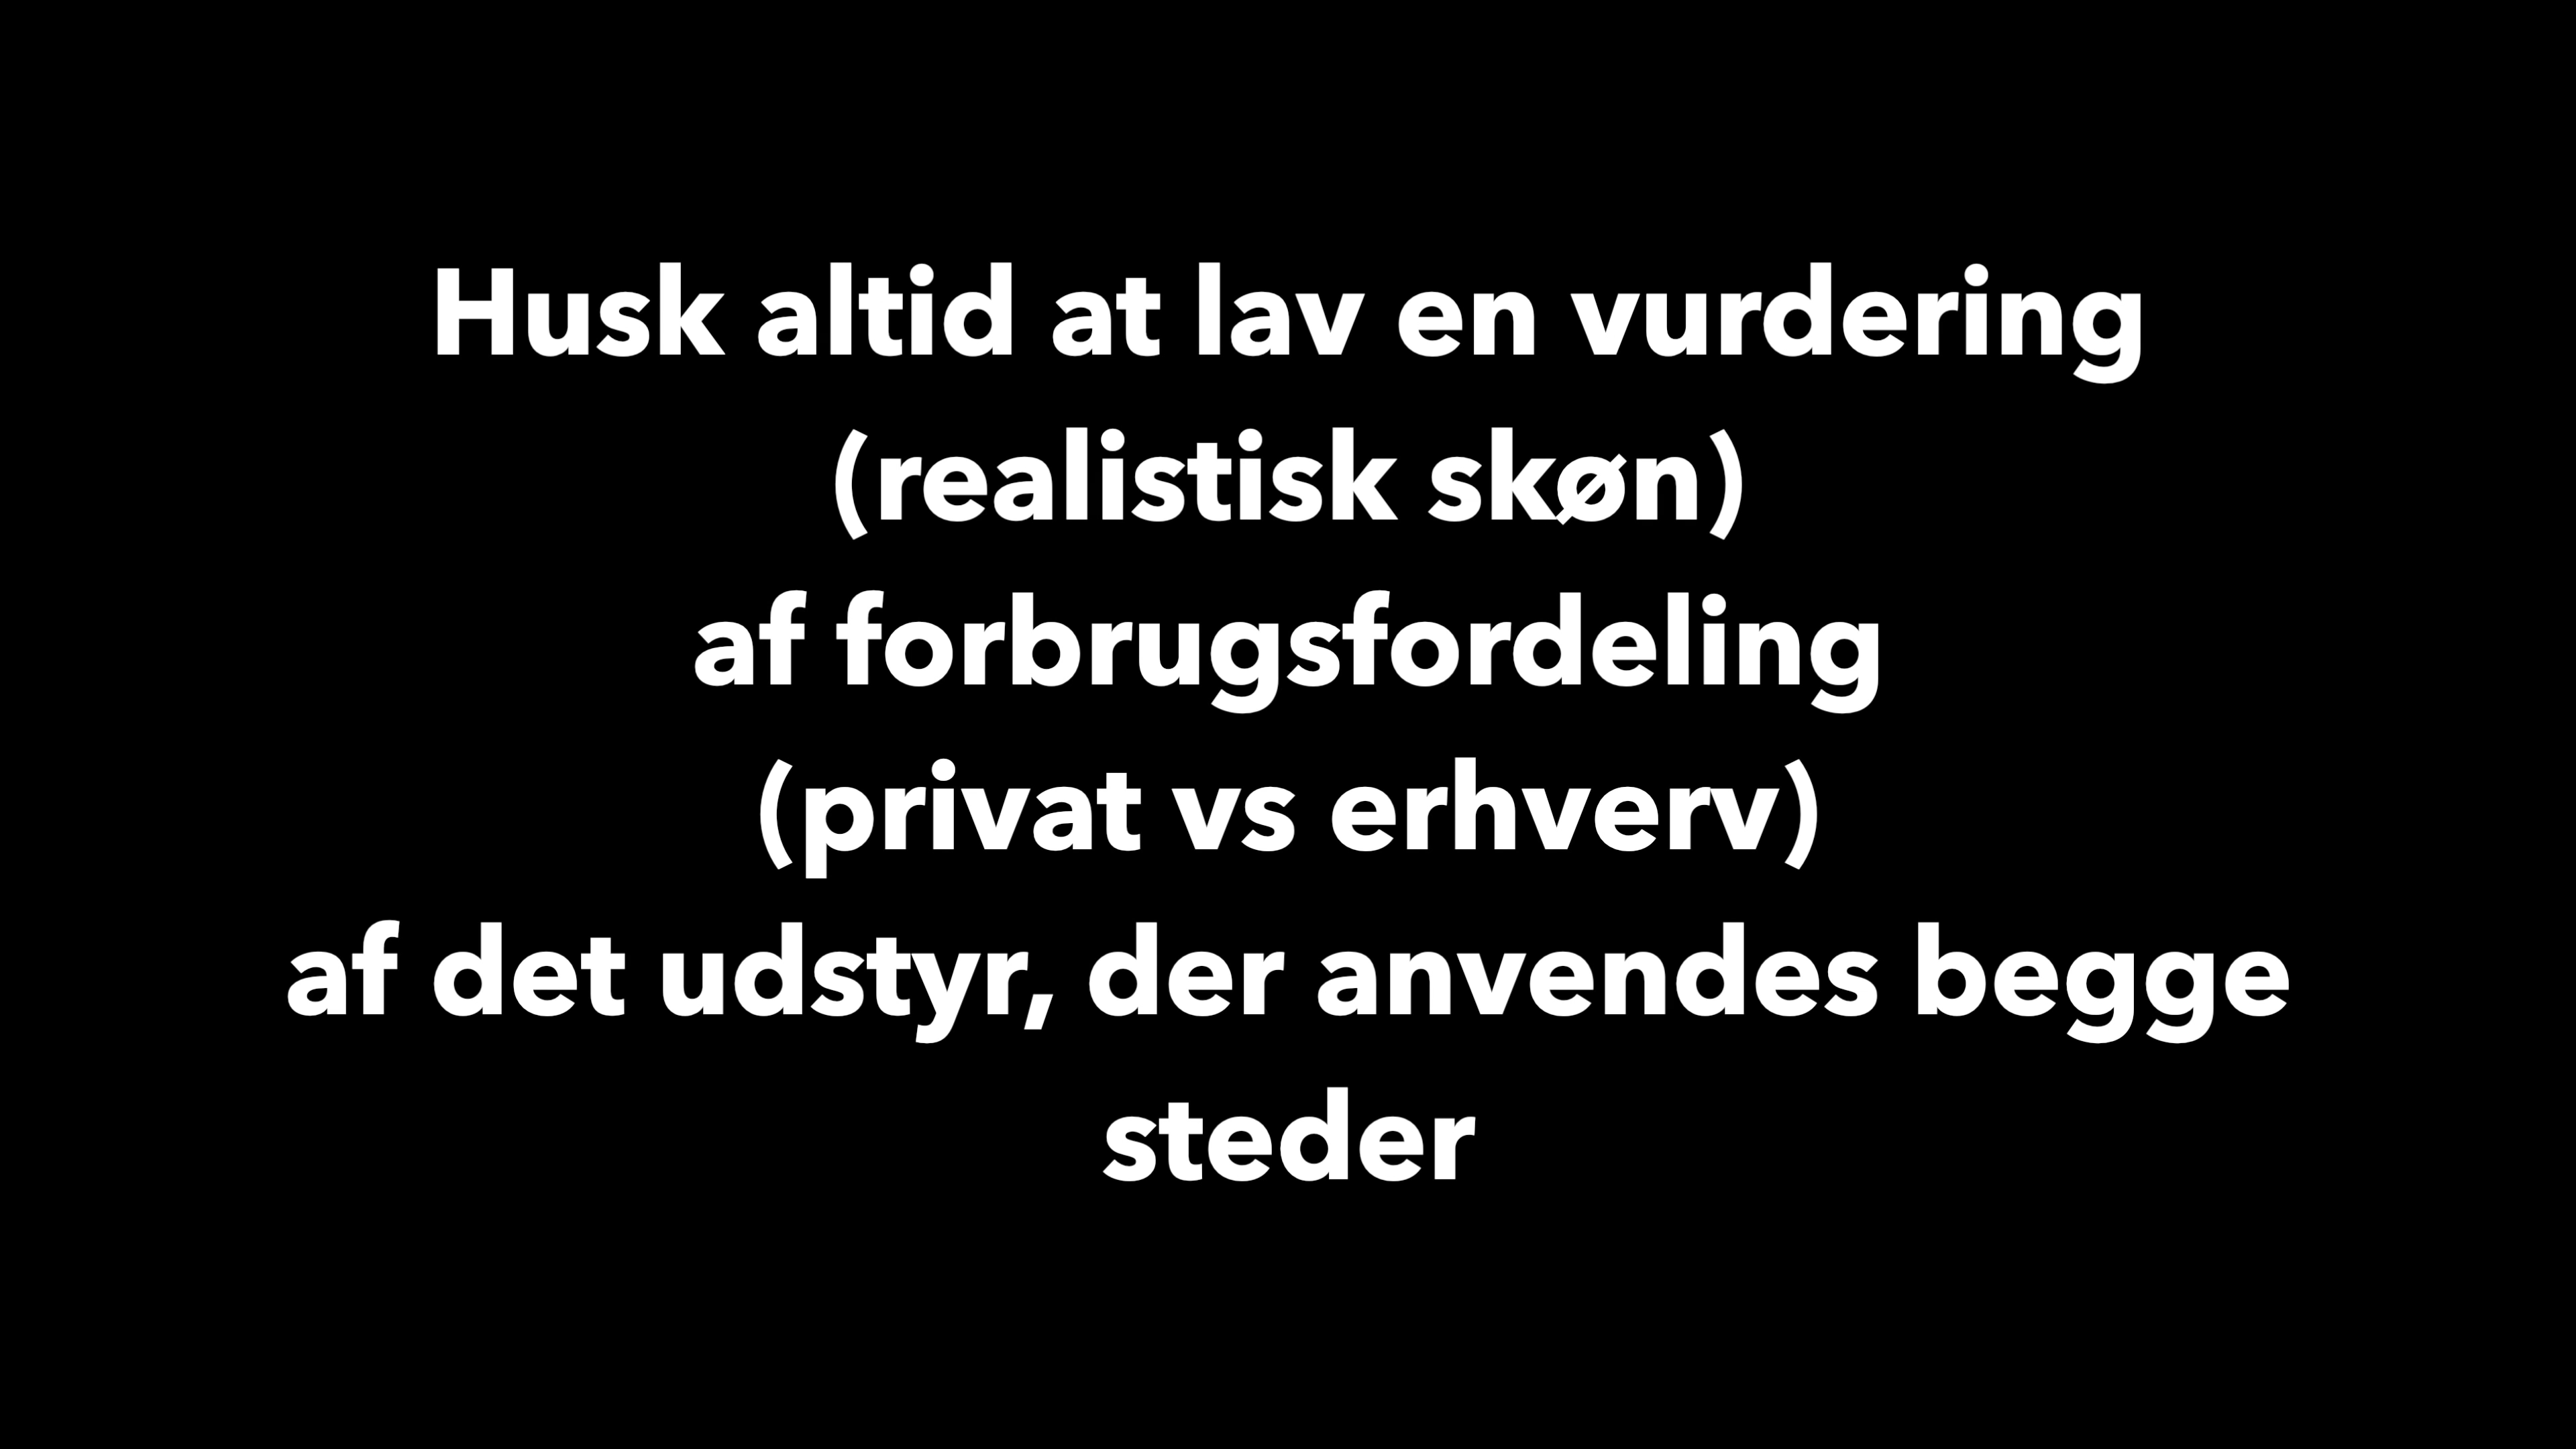 Husk altid at lav en vurdering
(realistisk skøn)
af forbrugsfordeling
(privat vs erhverv)
af det udstyr, der anvendes begge
steder